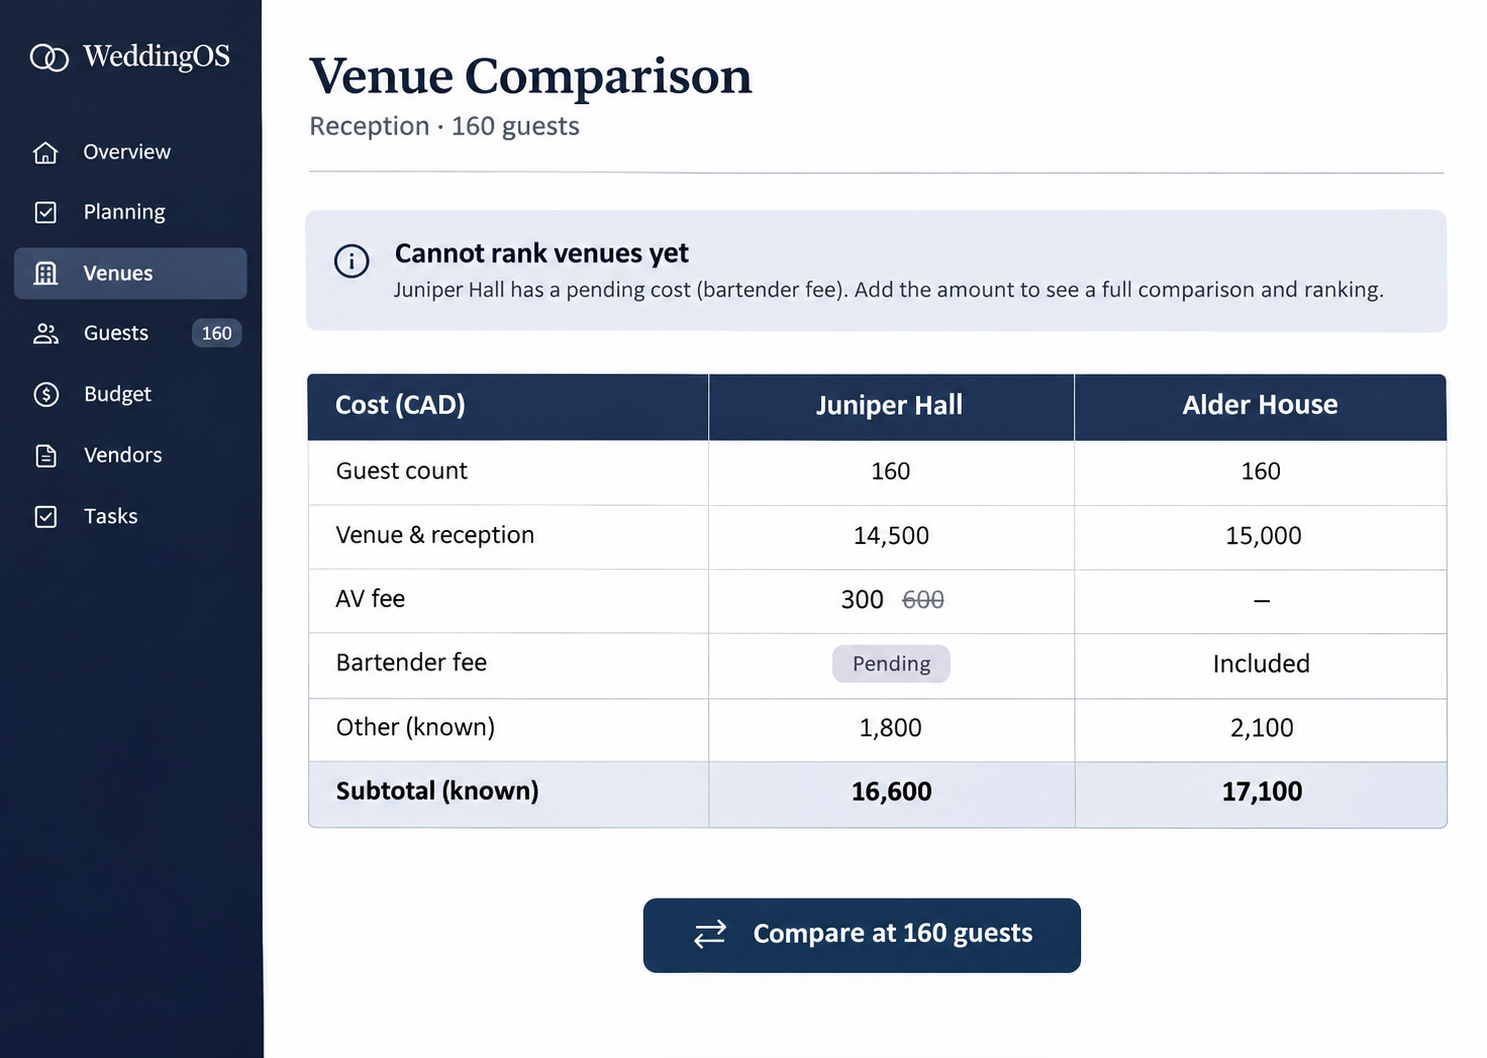 WeddingOS
Overview
Planning
Venues
Guests 160
Budget
Vendors
Tasks
Venue Comparison
Reception · 160 guests
Cannot rank venues yet
Juniper Hall has a pending cost (bartender fee). Add the amount to see a full comparison and ranking.
Cost (CAD) Juniper Hall Alder House
Guest count 160 160
Venue & reception 14,500 15,000
AV fee 300 600 –
Bartender fee Pending Included
Other (known) 1,800 2,100
Subtotal (known) 16,600 17,100
Compare at 160 guests